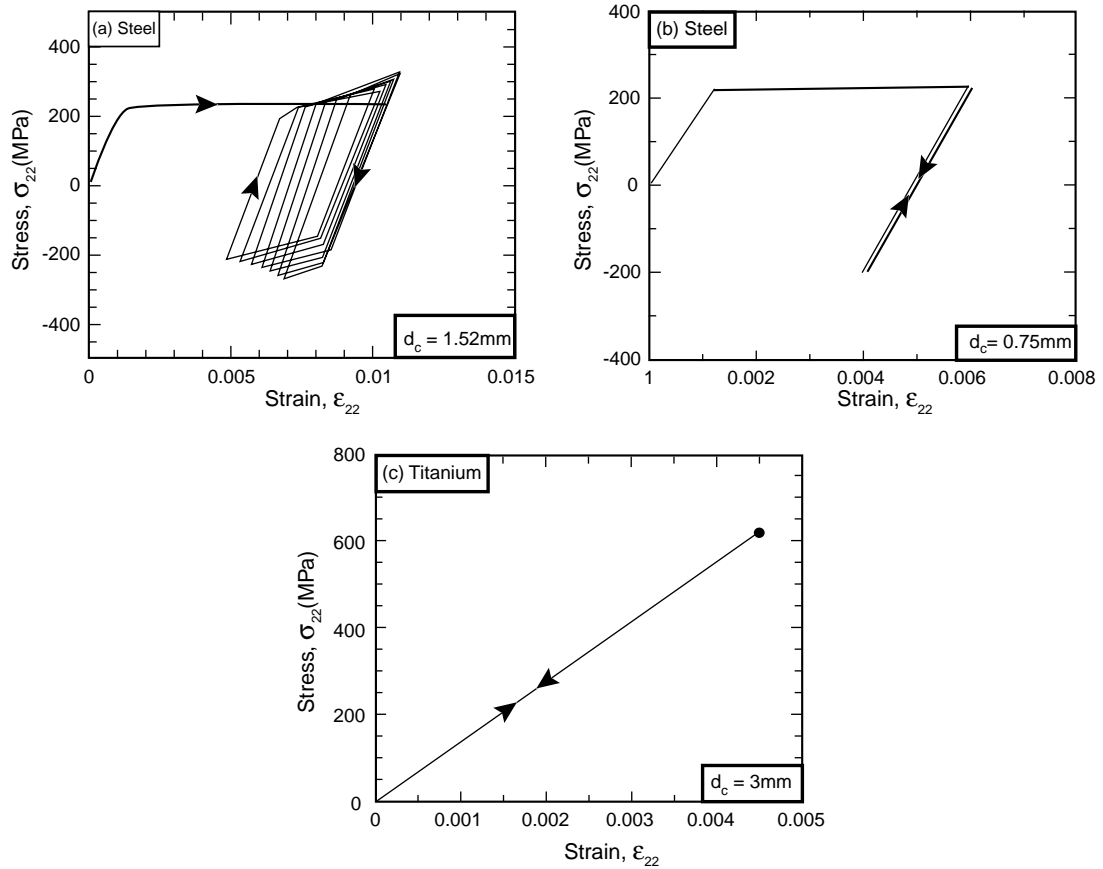 (a) Steel
400
200
0
-200
-400
Stress, σ22(MPa)
0
0.005
0.01
0.015
Strain, ε22
dc = 1.52mm
(b) Steel
400
200
0
-200
-400
Stress, σ22(MPa)
1
0.002
0.004
0.006
0.008
Strain, ε22
dc= 0.75mm
(c) Titanium
800
600
400
200
0
Stress, σ22(MPa)
0
0.001
0.002
0.003
0.004
0.005
Strain, ε22
dc = 3mm